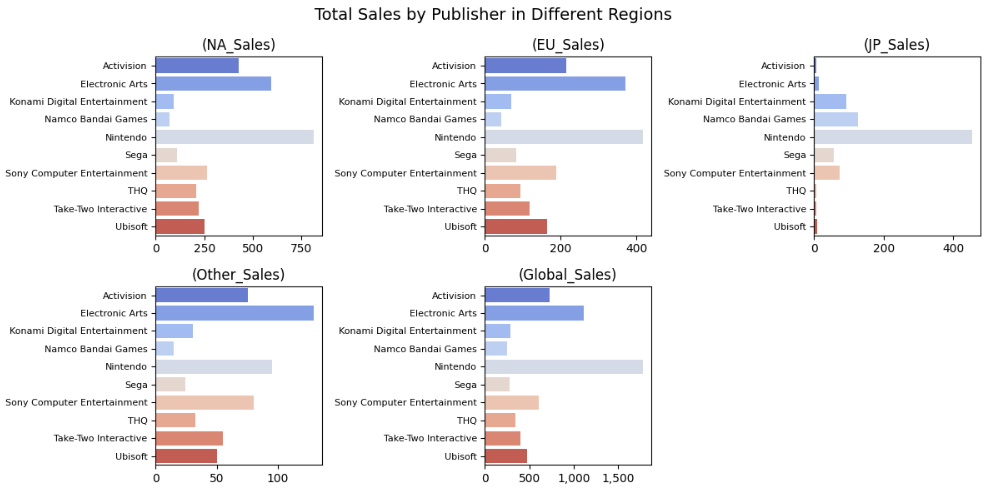 Total Sales by Publisher in Different Regions
(NA_Sales)
Activision
Electronic Arts
Konami Digital Entertainment
Namco Bandai Games
Nintendo
Sega
Sony Computer Entertainment
THQ
Take-Two Interactive
Ubisoft
0 250 500 750
(EU_Sales)
Activision
Electronic Arts
Konami Digital Entertainment
Namco Bandai Games
Nintendo
Sega
Sony Computer Entertainment
THQ
Take-Two Interactive
Ubisoft
0 200 400
(JP_Sales)
Activision
Electronic Arts
Konami Digital Entertainment
Namco Bandai Games
Nintendo
Sega
Sony Computer Entertainment
THQ
Take-Two Interactive
Ubisoft
0 200 400
(Other_Sales)
Activision
Electronic Arts
Konami Digital Entertainment
Namco Bandai Games
Nintendo
Sega
Sony Computer Entertainment
THQ
Take-Two Interactive
Ubisoft
0 50 100
(Global_Sales)
Activision
Electronic Arts
Konami Digital Entertainment
Namco Bandai Games
Nintendo
Sega
Sony Computer Entertainment
THQ
Take-Two Interactive
Ubisoft
0 500 1,000 1,500